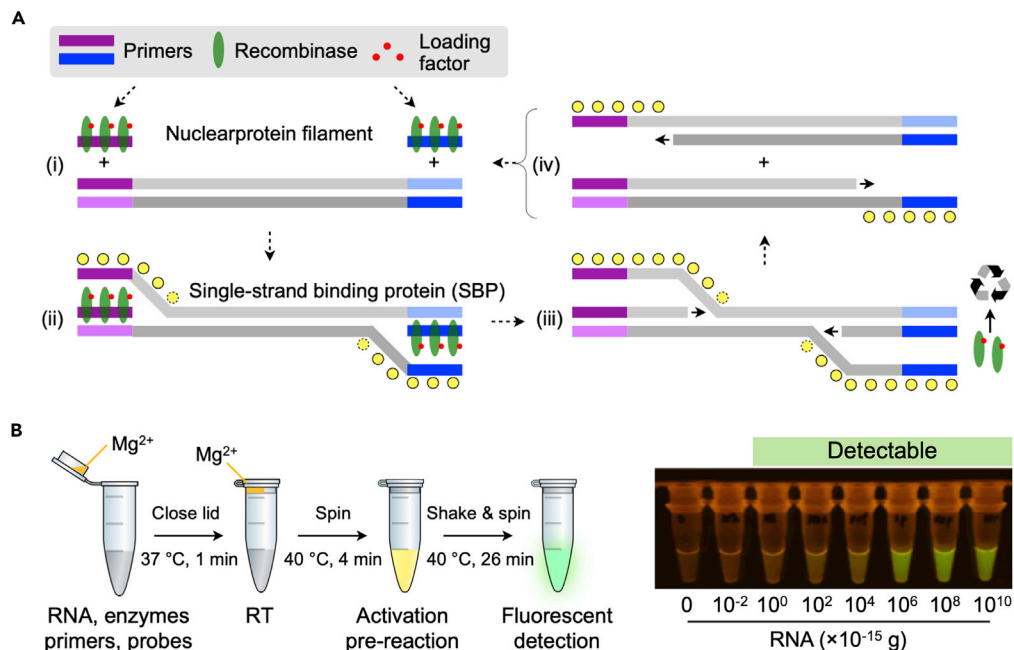 A
Primers
Recombinase
Loading
factor
Nuclearprotein filament
(i)
+
+
(iv)
+
(ii)
Single-strand binding protein (SBP)
(iii)
B
Mg2+
Mg2+
Close lid
37 °C, 1 min
Spin
40 °C, 4 min
Shake & spin
40 °C, 26 min
RNA, enzymes
primers, probes
RT
Activation
pre-reaction
Fluorescent
detection
Detectable
0 10-2 100 102 104 106 108 1010
RNA (×10-15 g)